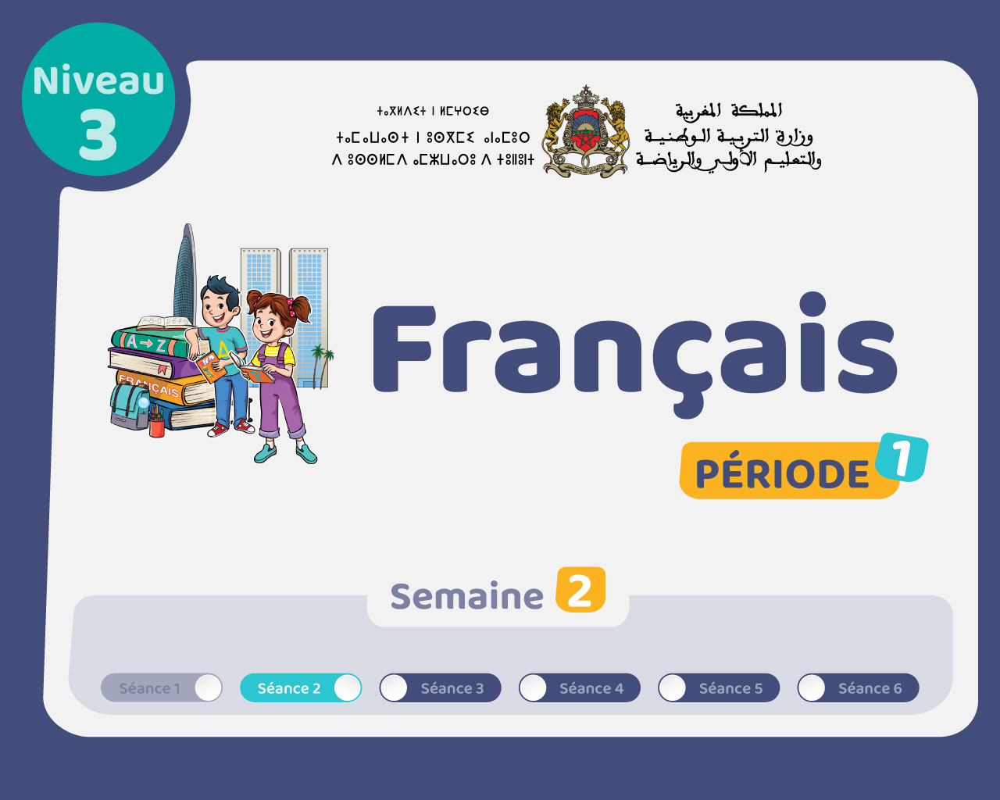 Niveau
3
ⵜⴰⴳⵍⴷⵉⵜ ⵏ ⵍⵎⵖⵔⵉⴱ
ⵜⴰⵎⴰⵡⴰⵙⵜ ⵏ ⵓⵙⴳⵎⵉ ⴰⵏⴰⵎⵓⵔ
ⴷ ⵓⵙⵙⵍⵎⴷ ⴰⵎⵣⵡⴰⵔⵓ ⴷ ⵜⵓⵏⵏⵓⵏⵜ
المملكة المغربية
وزارة التربية الوطنية
والتعليم الأولي والرياضة
A-B-C D-E-F
A → Z
FRANÇAIS
Français
PÉRIODE 1
Semaine 2
Séance 1 Séance 2 Séance 3 Séance 4 Séance 5 Séance 6